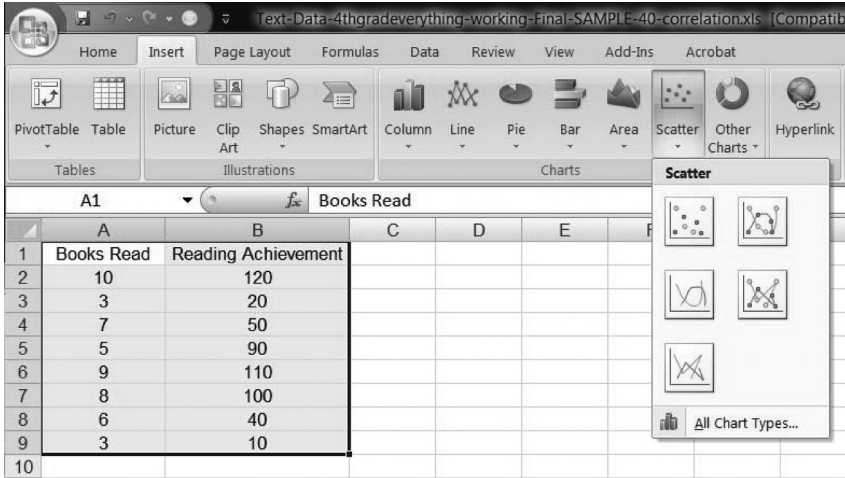 Text-Data-4thgradeverything-working-Final-SAMPLE-40-correlation.xls [Compatib
Home Insert Page Layout Formulas Data Review View Add-Ins Acrobat
PivotTable Table Picture Clip Art Shapes SmartArt Column Line Pie Bar Area Scatter Other Charts Hyperlink
Tables Illustrations Charts
Scatter
A1 fx Books Read
A B C D E F
1 Books Read Reading Achievement
2 10 120
3 3 20
4 7 50
5 5 90
6 9 110
7 8 100
8 6 40
9 3 10
10
All Chart Types...